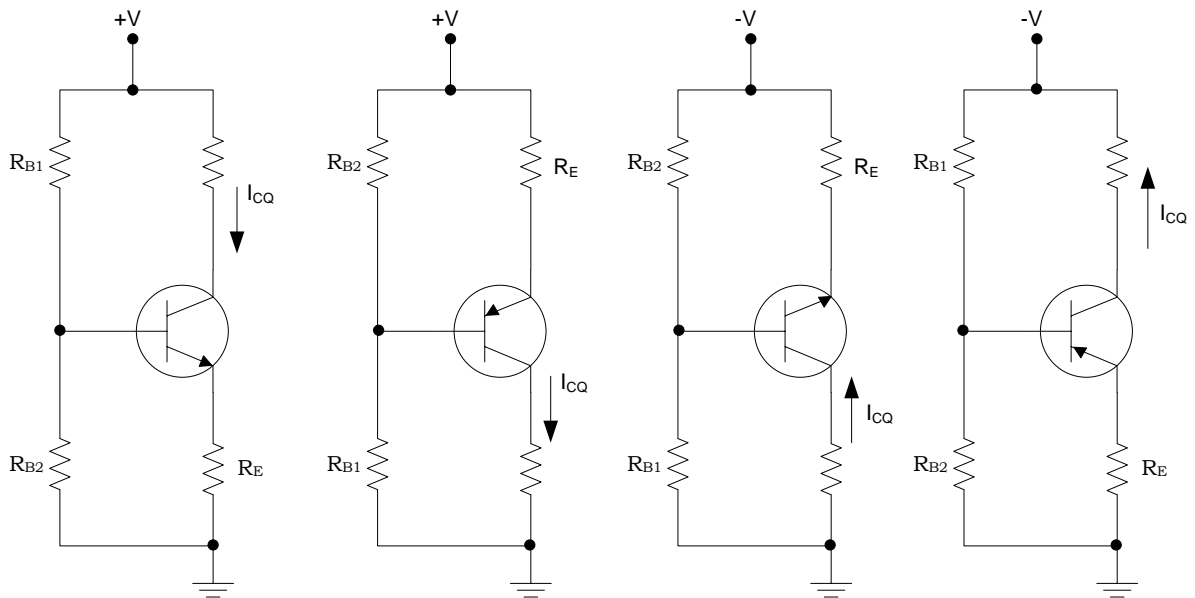 +V
+V
-V
-V
RB1
RB2
RE
RB2
RE
RB1
ICQ
ICQ
ICQ
ICQ
RB2
RE
RB1
RB1
RB2
RE